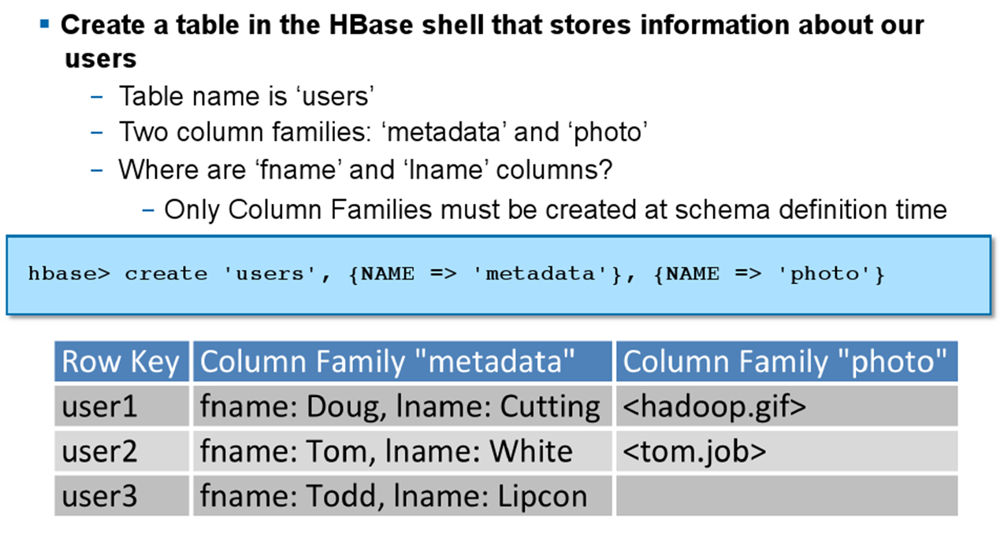 ▪ Create a table in the HBase shell that stores information about our
users
– Table name is ‘users’
– Two column families: ‘metadata’ and ‘photo’
– Where are ‘fname’ and ‘lname’ columns?
– Only Column Families must be created at schema definition time
hbase> create 'users', {NAME => 'metadata'}, {NAME => 'photo'}
Row Key Column Family "metadata" Column Family "photo"
user1 fname: Doug, lname: Cutting <hadoop.gif>
user2 fname: Tom, lname: White <tom.job>
user3 fname: Todd, lname: Lipcon